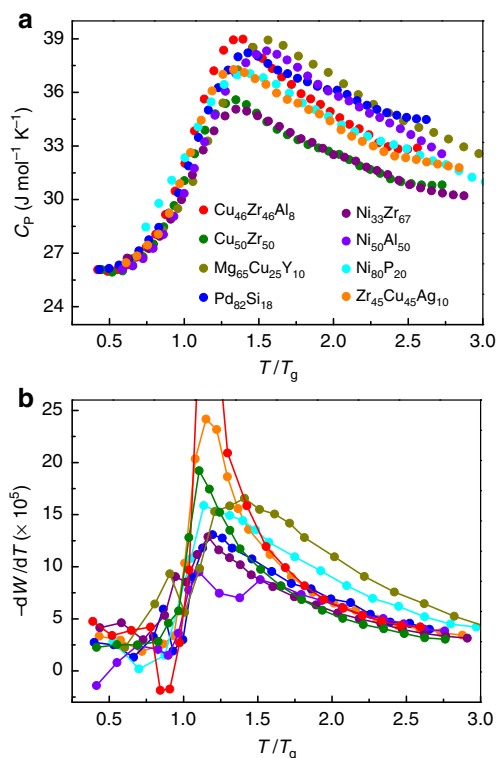 a
39
36
33
30
27
24
C_P (J mol⁻¹ K⁻¹)
Cu₄₆Zr₄₆Al₈
Cu₅₀Zr₅₀
Mg₆₅Cu₂₅Y₁₀
Pd₈₂Si₁₈
Ni₃₃Zr₆₇
Ni₅₀Al₅₀
Ni₈₀P₂₀
Zr₄₅Cu₄₅Ag₁₀
0.5 1.0 1.5 2.0 2.5 3.0
T/T_g
b
25
20
15
10
5
0
–dW/dT (× 10⁵)
0.5 1.0 1.5 2.0 2.5 3.0
T/T_g